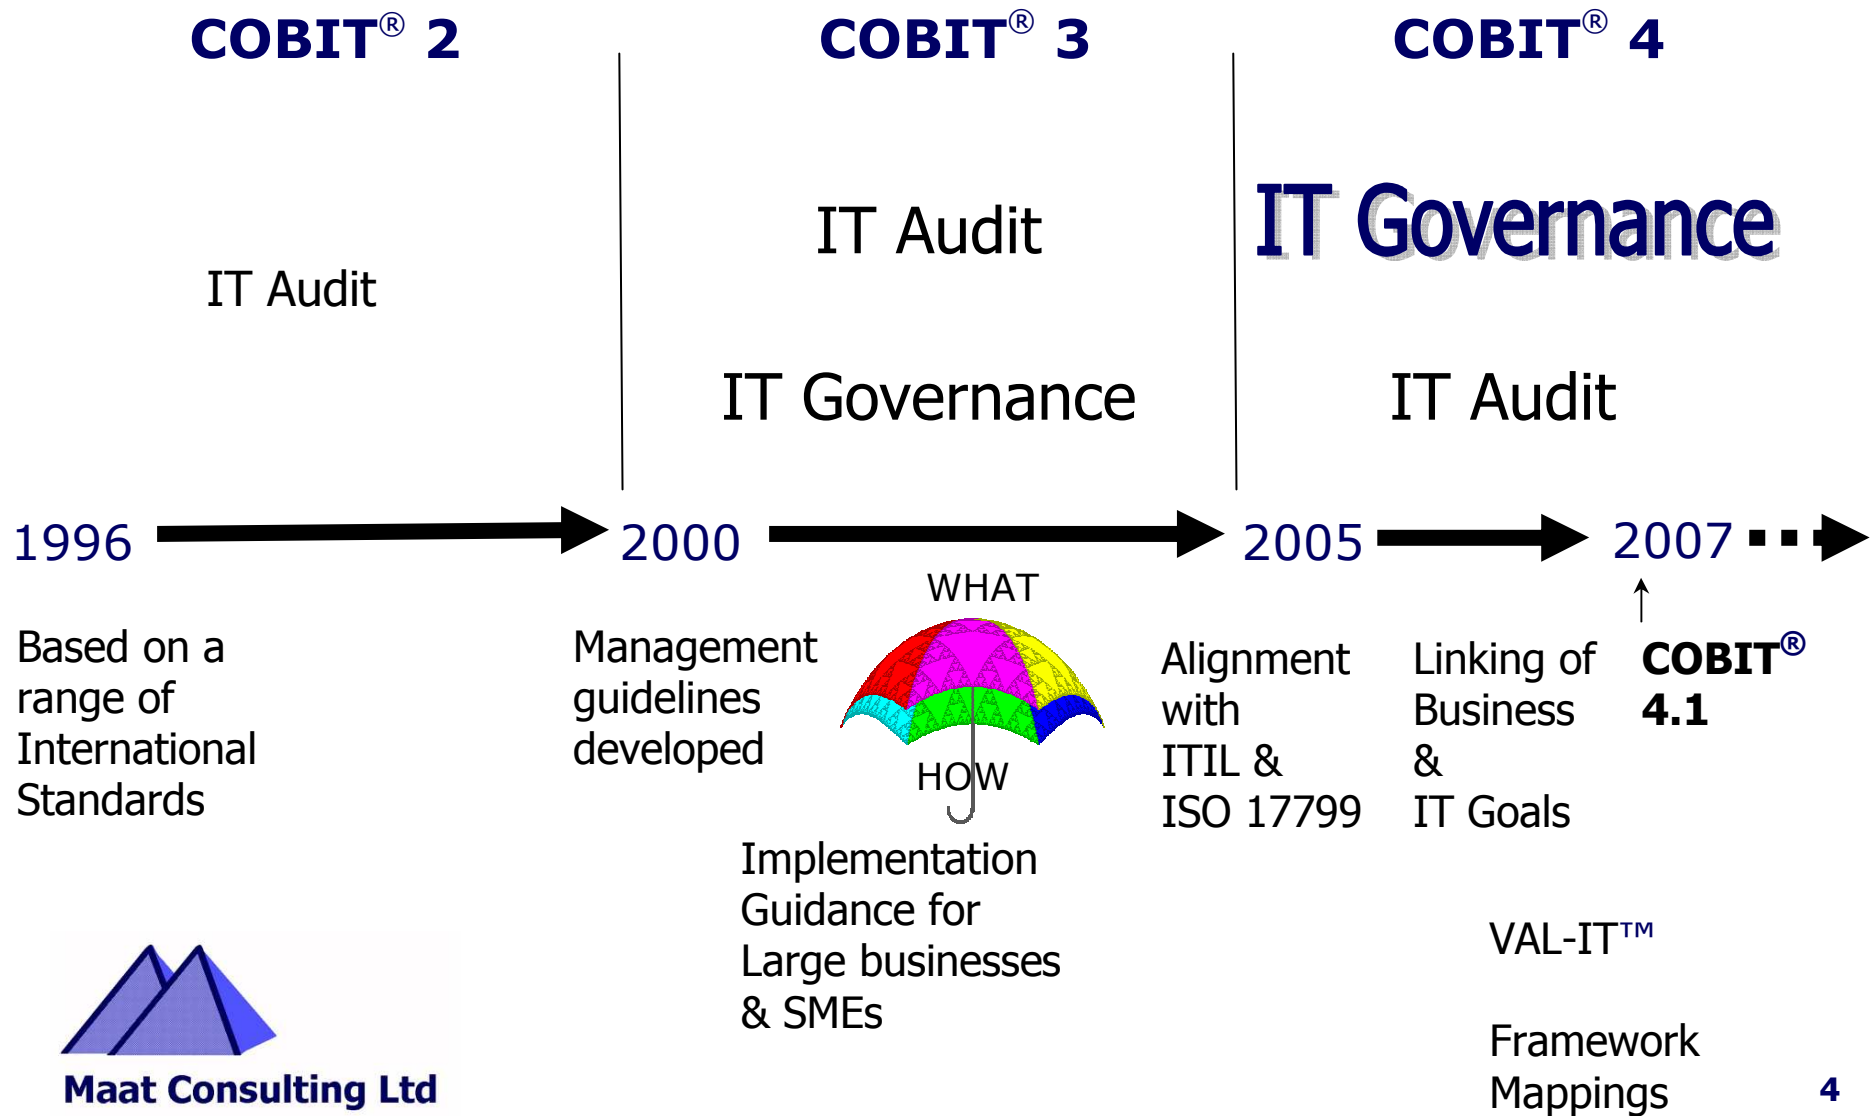 COBIT® 2
COBIT® 3
COBIT® 4
IT Audit
IT Audit
IT Governance
IT Governance
IT Audit
1996
2000
2005
2007
Based on a
range of
International
Standards
Management
guidelines
developed
WHAT
HOW
Implementation
Guidance for
Large businesses
& SMEs
Alignment
with
ITIL &
ISO 17799
Linking of
Business
&
IT Goals
COBIT®
4.1
VAL-IT™
Framework
Mappings
Maat Consulting Ltd
4